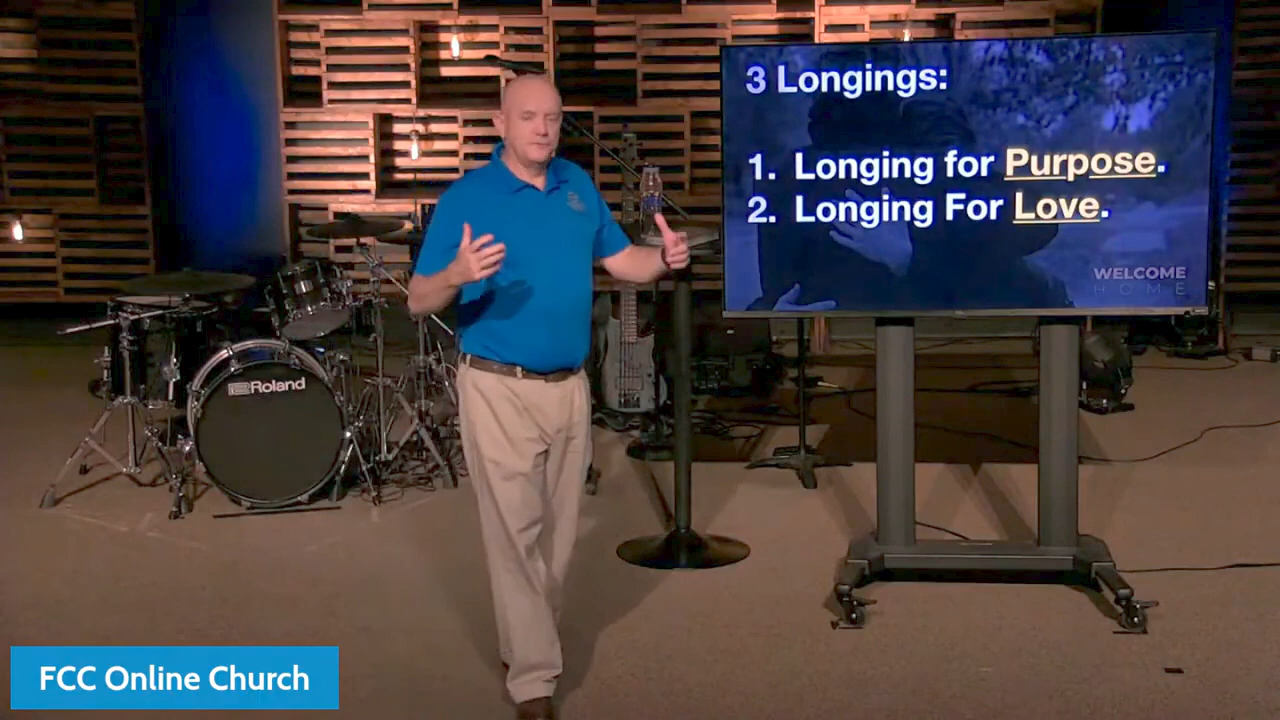 3 Longings:
1. Longing for Purpose.
2. Longing For Love.
WELCOME
HOME
Roland
FCC Online Church